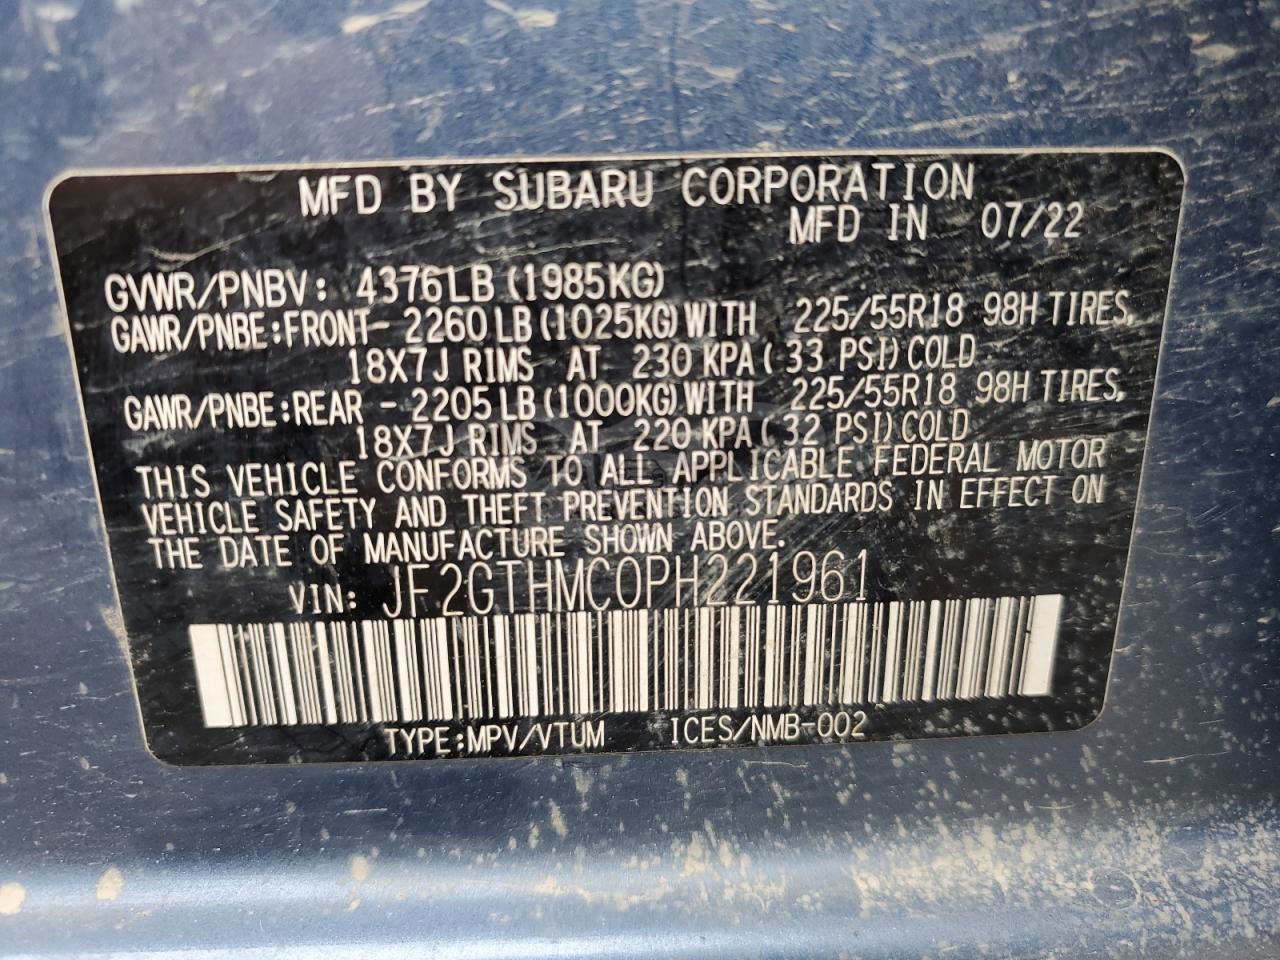 MFD BY SUBARU CORPORATION
MFD IN 07/22
GVWR/PNBV: 4376LB (1985KG)
GAWR/PNBE:FRONT- 2260LB(1025KG)WITH 225/55R18 98H TIRES,
18X7J RIMS AT 230 KPA( 33 PSI)COLD
GAWR/PNBE:REAR - 2205LB(1000KG)WITH 225/55R18 98H TIRES,
18X7J RIMS AT 220 KPA( 32 PSI)COLD
THIS VEHICLE CONFORMS TO ALL APPLICABLE FEDERAL MOTOR
VEHICLE SAFETY AND THEFT PREVENTION STANDARDS IN EFFECT ON
THE DATE OF MANUFACTURE SHOWN ABOVE.
VIN: JF2GTHMC0PH221961
TYPE:MPV/VTUM ICES/NMB-002